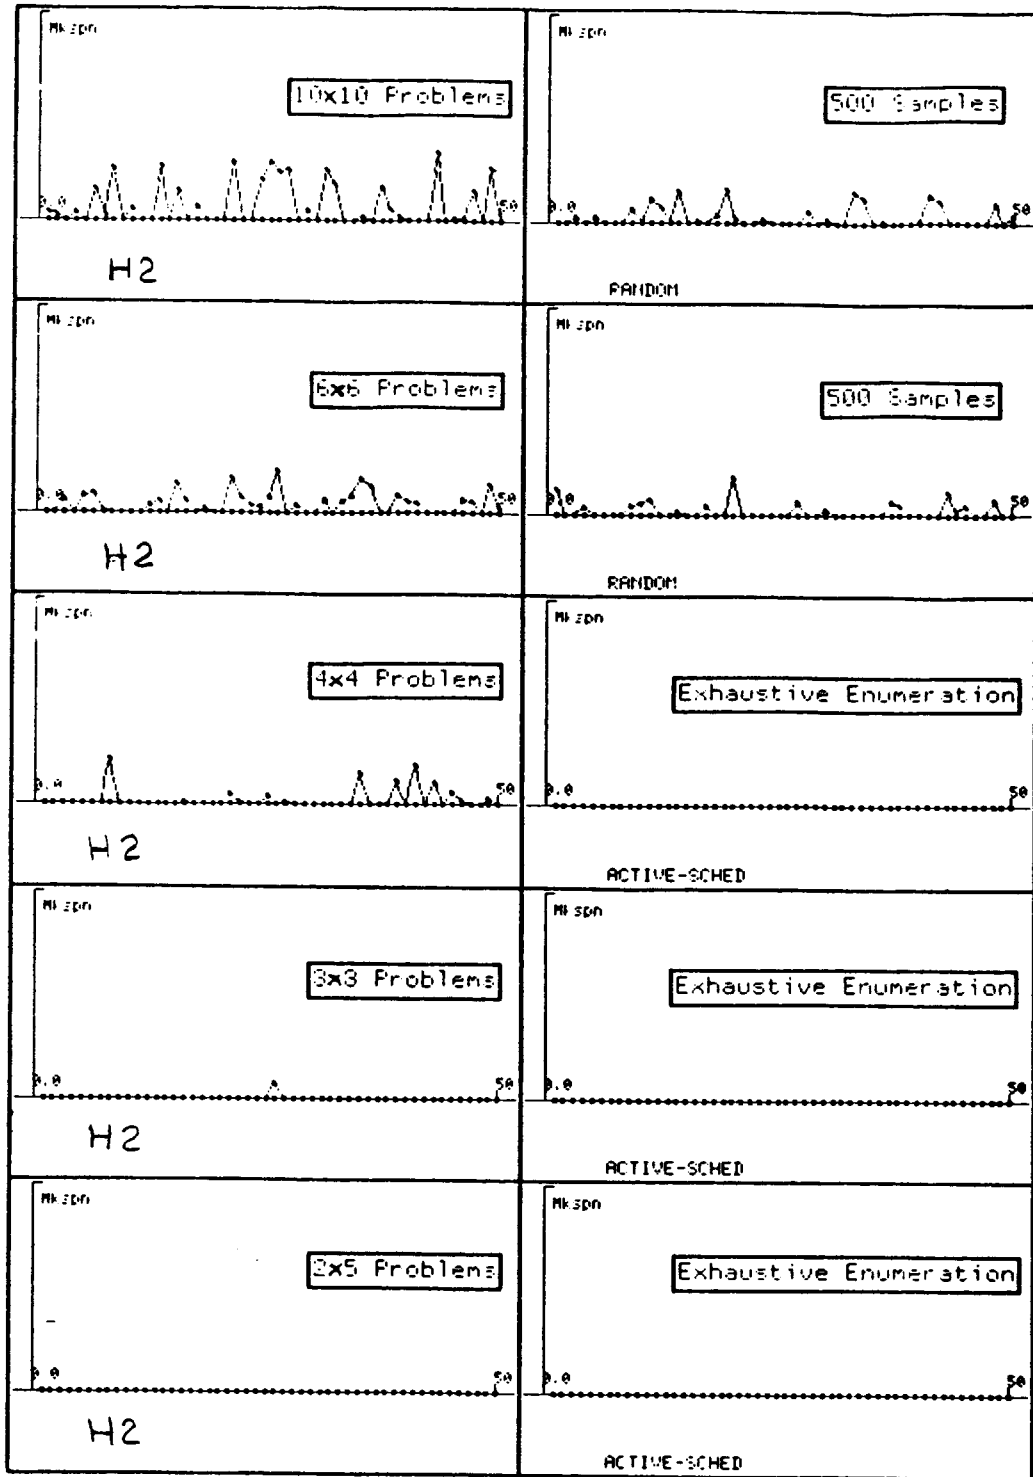 Mkspn
10x10 Problems
0.0
50
H2
Mkspn
500 Samples
0.0
50
RANDOM
Mkspn
6x6 Problems
0.0
50
H2
Mkspn
500 Samples
0.0
50
RANDOM
Mkspn
4x4 Problems
0.0
50
H2
Mkspn
Exhaustive Enumeration
0.0
50
ACTIVE-SCHED
Mkspn
3x3 Problems
0.0
50
H2
Mkspn
Exhaustive Enumeration
0.0
50
ACTIVE-SCHED
Mkspn
2x5 Problems
0.0
50
H2
Mkspn
Exhaustive Enumeration
0.0
50
ACTIVE-SCHED